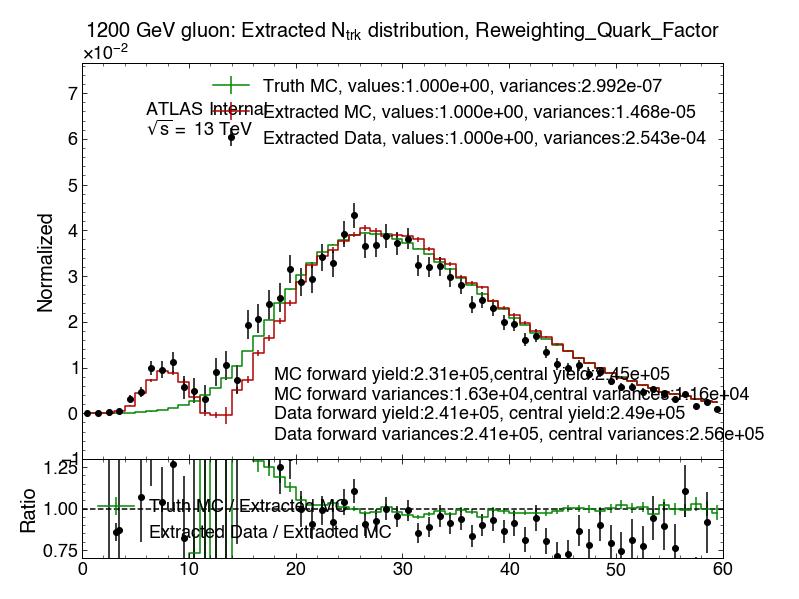 1200 GeV gluon: Extracted Ntrk distribution, Reweighting_Quark_Factor
×10−2
Truth MC, values:1.000e+00, variances:2.992e-07
ATLAS Internal
Extracted MC, values:1.000e+00, variances:1.468e-05
√s = 13 TeV
Extracted Data, values:1.000e+00, variances:2.543e-04
7
6
5
4
3
2
1
0
Normalized
MC forward yield:2.31e+05,central yield:2.45e+05
MC forward variances:1.63e+04,central variances:1.16e+04
Data forward yield:2.41e+05, central yield:2.49e+05
Data forward variances:2.41e+05, central variances:2.56e+05
1.25
1.00
0.75
Ratio
Truth MC / Extracted MC
Extracted Data / Extracted MC
0 10 20 30 40 50 60